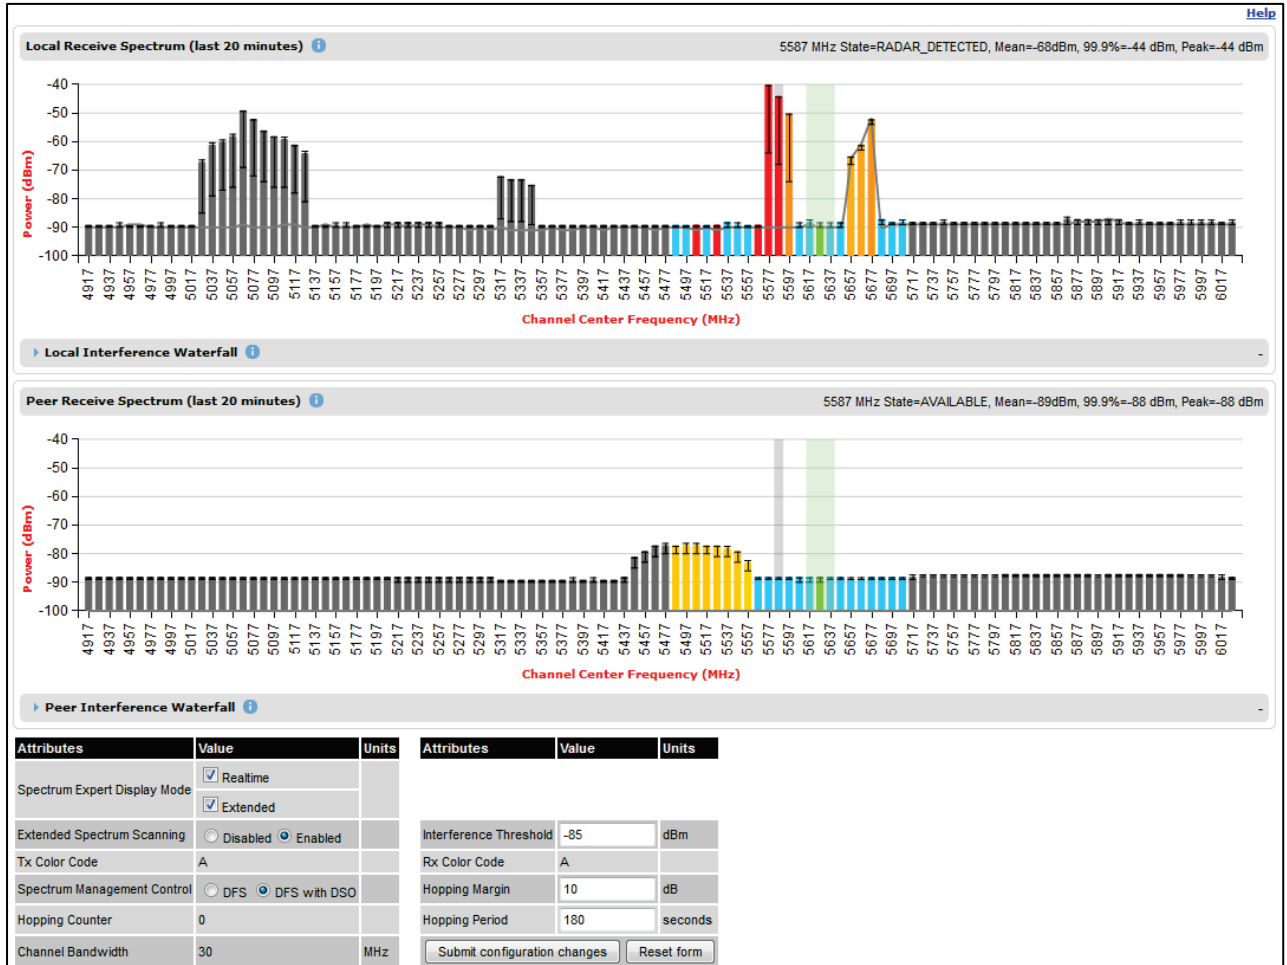 Help
Local Receive Spectrum (last 20 minutes) i 5587 MHz State=RADAR_DETECTED, Mean=-68dBm, 99.9%=-44 dBm, Peak=-44 dBm
-40
-50
-60
-70
-80
-90
-100
Power (dBm)
4917 4937 4957 4977 4997 5017 5037 5057 5077 5097 5117 5137 5157 5177 5197 5217 5237 5257 5277 5297 5317 5337 5357 5377 5397 5417 5437 5457 5477 5497 5517 5537 5557 5577 5597 5617 5637 5657 5677 5697 5717 5737 5757 5777 5797 5817 5837 5857 5877 5897 5917 5937 5957 5977 5997 6017
Channel Center Frequency (MHz)
Local Interference Waterfall i -
Peer Receive Spectrum (last 20 minutes) i 5587 MHz State=AVAILABLE, Mean=-89dBm, 99.9%=-88 dBm, Peak=-88 dBm
-40
-50
-60
-70
-80
-90
-100
Power (dBm)
4917 4937 4957 4977 4997 5017 5037 5057 5077 5097 5117 5137 5157 5177 5197 5217 5237 5257 5277 5297 5317 5337 5357 5377 5397 5417 5437 5457 5477 5497 5517 5537 5557 5577 5597 5617 5637 5657 5677 5697 5717 5737 5757 5777 5797 5817 5837 5857 5877 5897 5917 5937 5957 5977 5997 6017
Channel Center Frequency (MHz)
Peer Interference Waterfall i -
Attributes Value Units Attributes Value Units
Spectrum Expert Display Mode Realtime
Extended
Extended Spectrum Scanning Disabled Enabled Interference Threshold -85 dBm
Tx Color Code A Rx Color Code A
Spectrum Management Control DFS DFS with DSO Hopping Margin 10 dB
Hopping Counter 0 Hopping Period 180 seconds
Channel Bandwidth 30 MHz Submit configuration changes Reset form